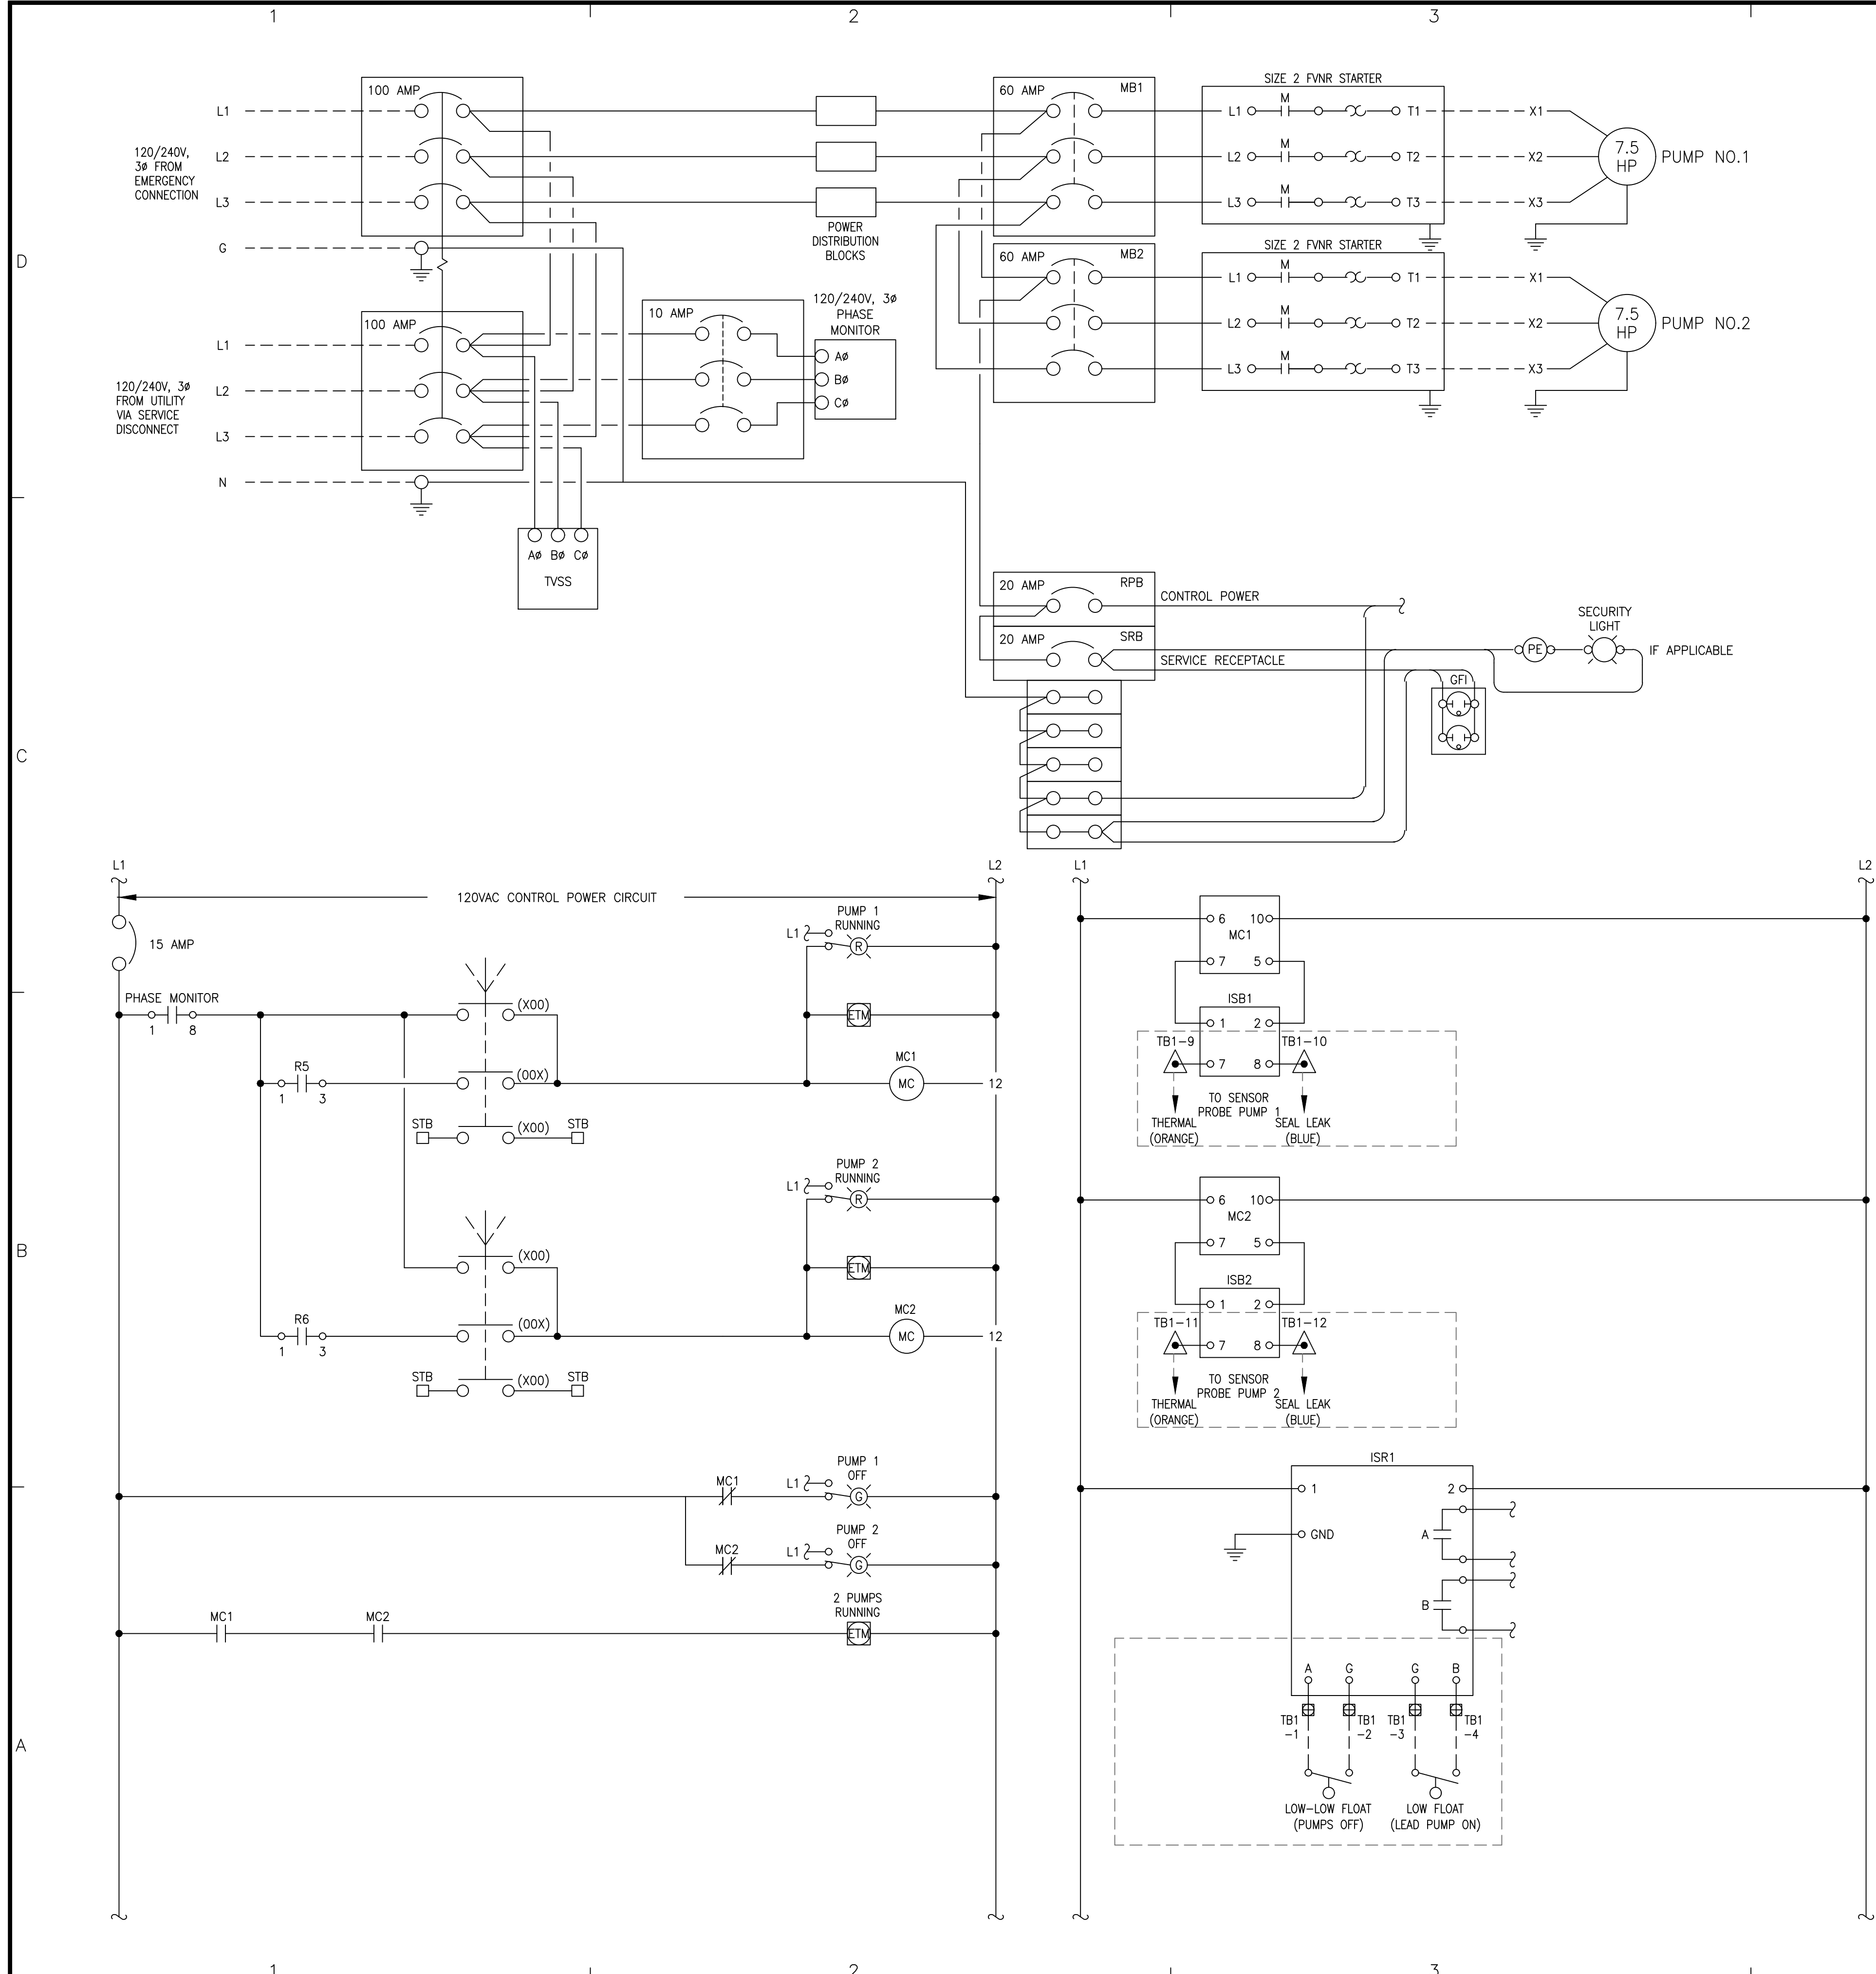 1 2 3
SIZE 2 FVNR STARTER
100 AMP
60 AMP MB1
L1
L1 M T1 X1
120/240V,
3ø FROM
EMERGENCY
CONNECTION
L2
L2 M T2 X2
7.5
HP
PUMP NO.1
L3
L3 M T3 X3
POWER
DISTRIBUTION
BLOCKS
G
SIZE 2 FVNR STARTER
D
60 AMP MB2
L1 M T1 X1
120/240V, 3ø
PHASE
MONITOR
10 AMP
100 AMP
L1
L2 M T2 X2
7.5
HP
PUMP NO.2
Aø
Bø
Cø
L3 M T3 X3
120/240V, 3ø
FROM UTILITY
VIA SERVICE
DISCONNECT
L2
L3
N
Aø Bø Cø
TVSS
20 AMP RPB
CONTROL POWER
20 AMP SRB
SERVICE RECEPTACLE
SECURITY
LIGHT
PE
IF APPLICABLE
GFI
C
L1 L2 L1 L2
120VAC CONTROL POWER CIRCUIT
15 AMP
PUMP 1
RUNNING
L1
R
6 10
MC1
7 5
PHASE MONITOR
1 8
(X00)
ETM
ISB1
1 2
TB1-9 TB1-10
7 8
R5
1 3
(00X)
MC1
MC
12
TO SENSOR
PROBE PUMP 1
THERMAL
(ORANGE)
SEAL LEAK
(BLUE)
STB (X00) STB
PUMP 2
RUNNING
L1
R
6 10
MC2
7 5
B
(X00)
ETM
ISB2
1 2
TB1-11 TB1-12
7 8
R6
1 3
(00X)
MC2
MC
12
TO SENSOR
PROBE PUMP 2
THERMAL
(ORANGE)
SEAL LEAK
(BLUE)
STB (X00) STB
PUMP 1
OFF
MC1 L1
G
ISR1
1 2
GND
A
PUMP 2
OFF
MC2 L1
G
B
2 PUMPS
RUNNING
MC1 MC2
ETM
A G G B
TB1
-1
TB1
-2
TB1
-3
TB1
-4
A
LOW-LOW FLOAT
(PUMPS OFF)
LOW FLOAT
(LEAD PUMP ON)
1 2 3